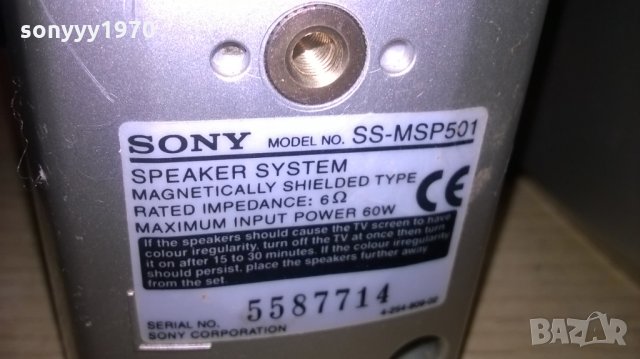 sonyyy1970
SONY MODEL NO. SS-MSP501
SPEAKER SYSTEM
MAGNETICALLY SHIELDED TYPE
RATED IMPEDANCE: 6Ω
MAXIMUM INPUT POWER 60W
CE
If the speakers should cause the TV screen to have
colour irregularity, turn off the TV at once then turn
it on after 15 to 30 minutes. If the colour irregularity
should persist, place the speakers further away
from the set.
SERIAL NO. 5587714
SONY CORPORATION
BAZAR